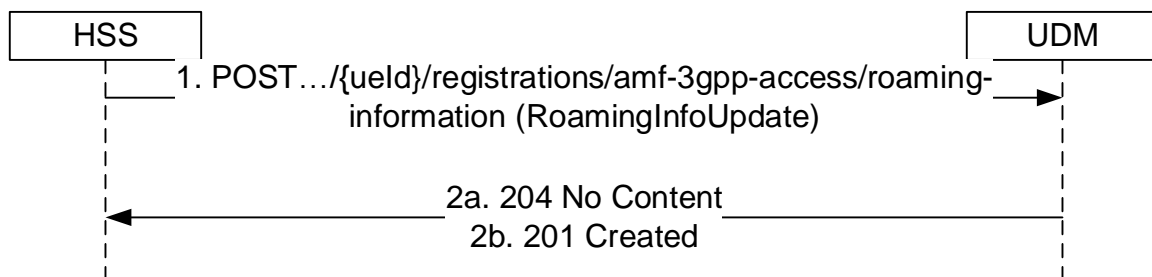 HSS
UDM
1. POST…/{ueId}/registrations/amf-3gpp-access/roaming-
information (RoamingInfoUpdate)
2a. 204 No Content
2b. 201 Created